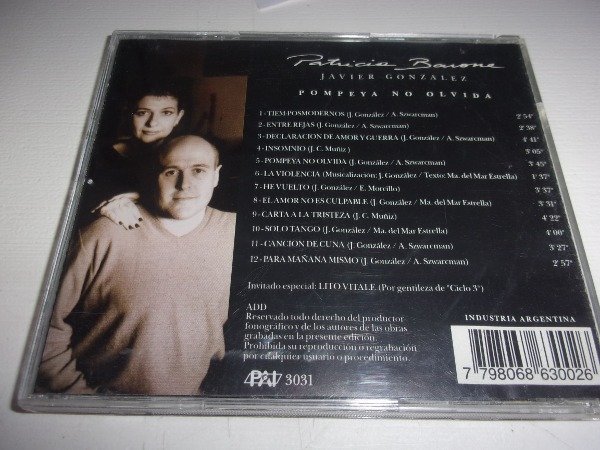 Patricia Barone
JAVIER GONZÁLEZ
POMPEYA NO OLVIDA
1 - TIEMPOSMODERNOS (J. González / A. Szwarcman) 2' 54"
2 - ENTRE REJAS (J. González / A. Szwarcman) 2' 38"
3 - DECLARACION DE AMOR Y GUERRA (J. González / A. Szwarcman) 4' 41"
4 - INSOMNIO (J. C. Muñiz ) 3' 05"
5 - POMPEYA NO OLVIDA (J. González / A. Szwarcman) 3' 45"
6 - LA VIOLENCIA (Musicalización: J. González / Texto: Ma. del Mar Estrella) 1' 37"
7 - HE VUELTO (J. González / E. Morcillo) 3' 37"
8 - EL AMOR NO ES CULPABLE (J. González / Ma. del Mar Estrella) 3' 31"
9 - CARTA A LA TRISTEZA (J. C. Muñiz) 4' 22"
10 - SOLO TANGO (J. González / Ma. del Mar Estrella) 4' 00"
11 - CANCION DE CUNA (J. González / A. Szwarcman) 3' 27"
12 - PARA MAÑANA MISMO (J. González / A. Szwarcman) 2' 57"
Invitado especial: LITO VITALE (Por gentileza de "Ciclo 3")
ADD
Reservado todo derecho del productor
fonográfico y de los autores de las obras
grabadas en la presente edición.
Prohibida su reproducción o regrabación
por cualquier usuario o procedimiento.
INDUSTRIA ARGENTINA
PAI 3031
7 798068 630026